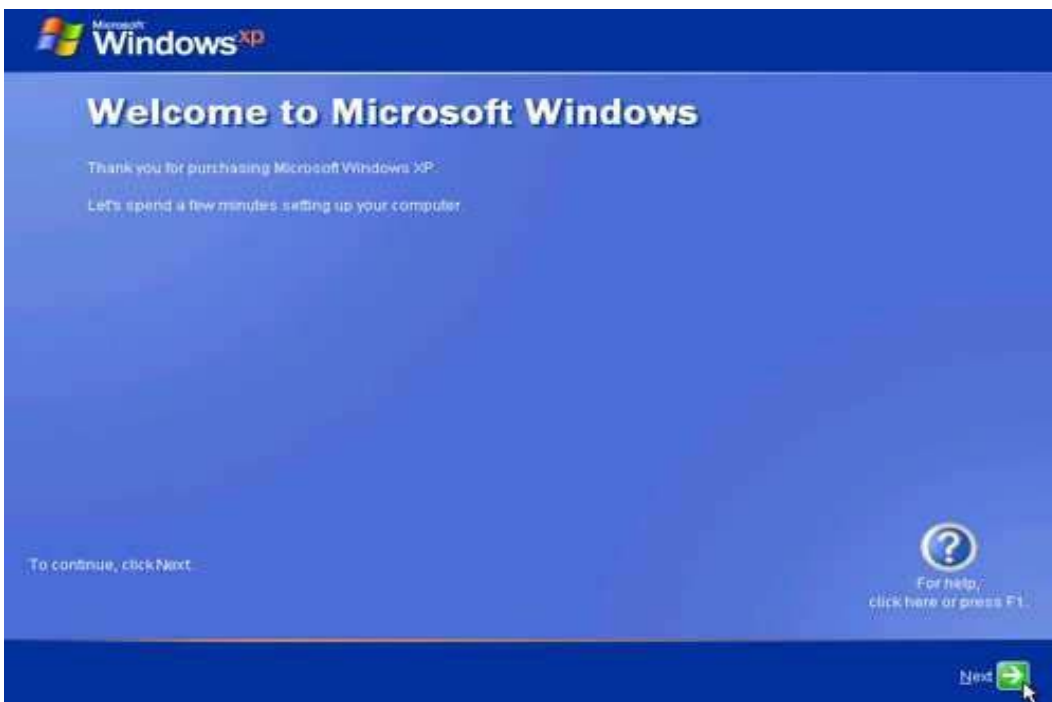 Microsoft
Windows xp
Welcome to Microsoft Windows
Thank you for purchasing Microsoft Windows XP.
Let's spend a few minutes setting up your computer.
To continue, click Next.
For help,
click here or press F1.
Next